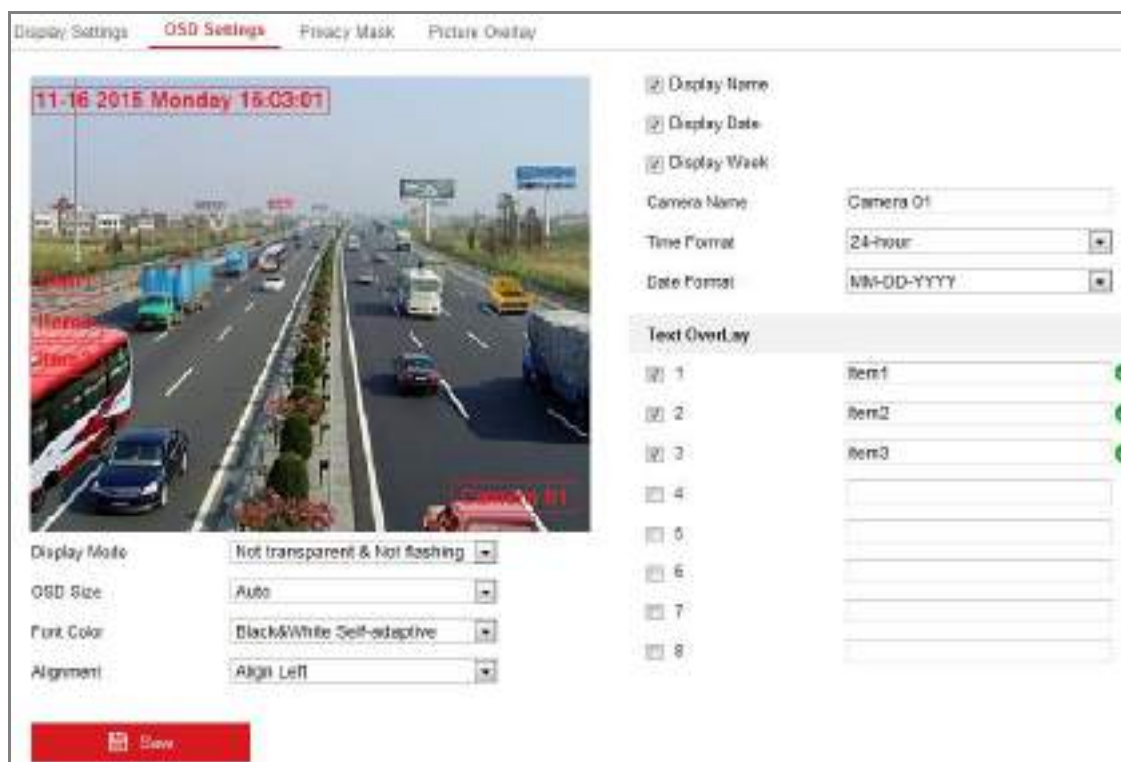 Display Settings OSD Settings Privacy Mask Picture Overlay
11-16 2015 Monday 15:03:01
Camera 01
Display Mode Not transparent & Not flashing
OSD Size Auto
Font Color Black&White Self-adaptive
Alignment Align Left
Save
Display Name
Display Date
Display Week
Camera Name Camera 01
Time Format 24-hour
Date Format MM-DD-YYYY
Text OverLay
1 Item1
2 Item2
3 Item3
4
5
6
7
8